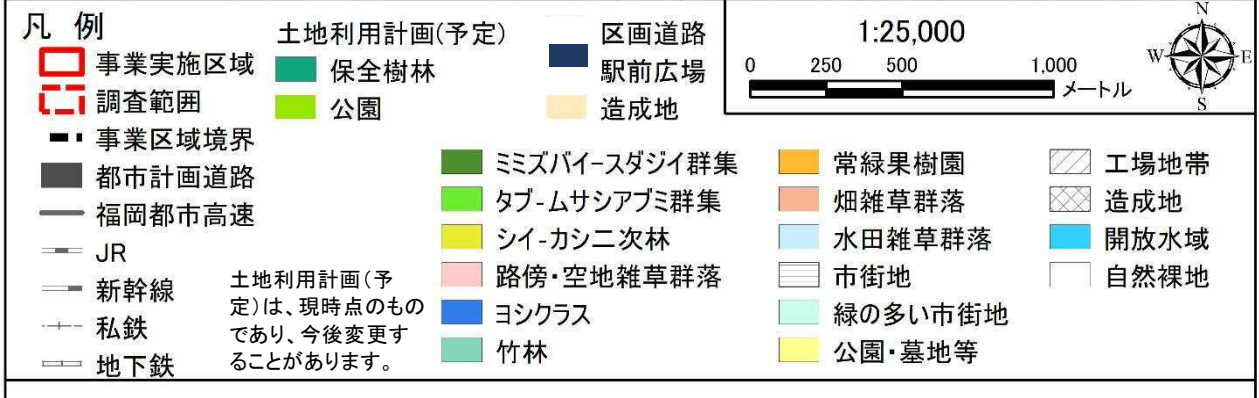 凡 例
事業実施区域
調査範囲
事業区域境界
都市計画道路
福岡都市高速
JR
新幹線
私鉄
地下鉄
土地利用計画(予定)
保全樹林
公園
区画道路
駅前広場
造成地
土地利用計画(予
定)は、現時点のもの
であり、今後変更す
ることがあります。
1:25,000
0 250 500 1,000
メートル
N
W E
S
ミミズバイースダジイ群集
タブ-ムサシアブミ群集
シイ-カシ二次林
路傍・空地雑草群落
ヨシクラス
竹林
常緑果樹園
畑雑草群落
水田雑草群落
市街地
緑の多い市街地
公園・墓地等
工場地帯
造成地
開放水域
自然裸地